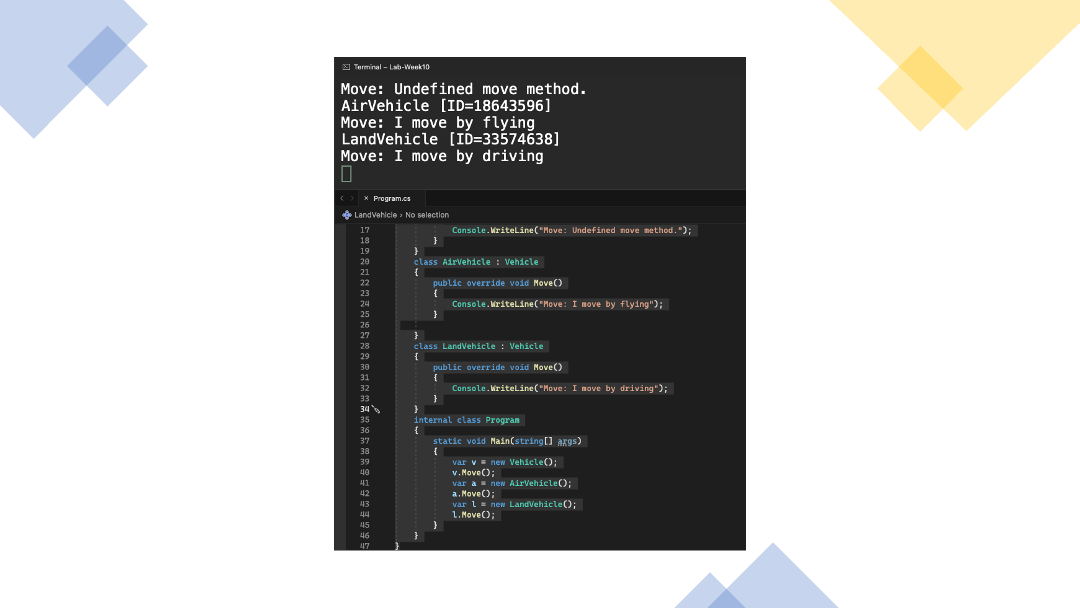 Terminal – Lab-Week10
Move: Undefined move method.
AirVehicle [ID=18643596]
Move: I move by flying
LandVehicle [ID=33574638]
Move: I move by driving
Program.cs
LandVehicle › No selection
17 Console.WriteLine("Move: Undefined move method.");
18 }
19 }
20 class AirVehicle : Vehicle
21 {
22 public override void Move()
23 {
24 Console.WriteLine("Move: I move by flying");
25 }
26
27 }
28 class LandVehicle : Vehicle
29 {
30 public override void Move()
31 {
32 Console.WriteLine("Move: I move by driving");
33 }
34 }
35 internal class Program
36 {
37 static void Main(string[] args)
38 {
39 var v = new Vehicle();
40 v.Move();
41 var a = new AirVehicle();
42 a.Move();
43 var l = new LandVehicle();
44 l.Move();
45 }
46 }
47 }